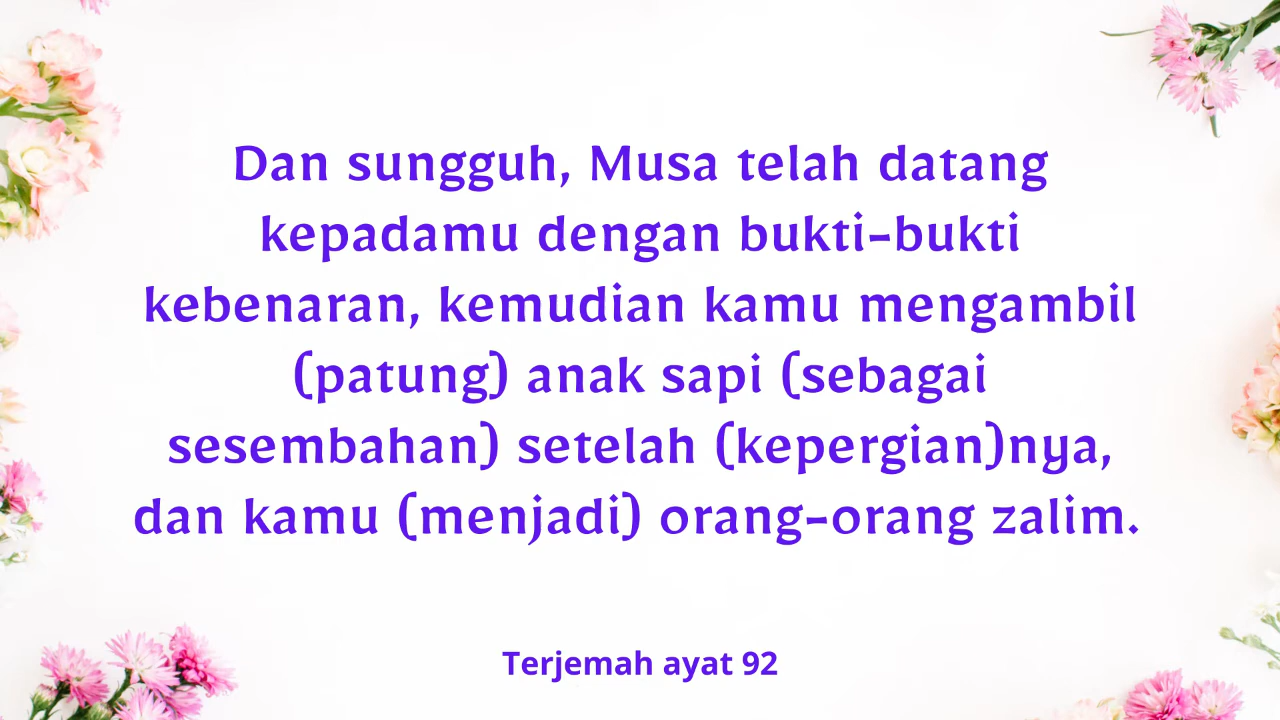 Dan sungguh, Musa telah datang
kepadamu dengan bukti-bukti
kebenaran, kemudian kamu mengambil
(patung) anak sapi (sebagai
sesembahan) setelah (kepergian)nya,
dan kamu (menjadi) orang-orang zalim.
Terjemah ayat 92